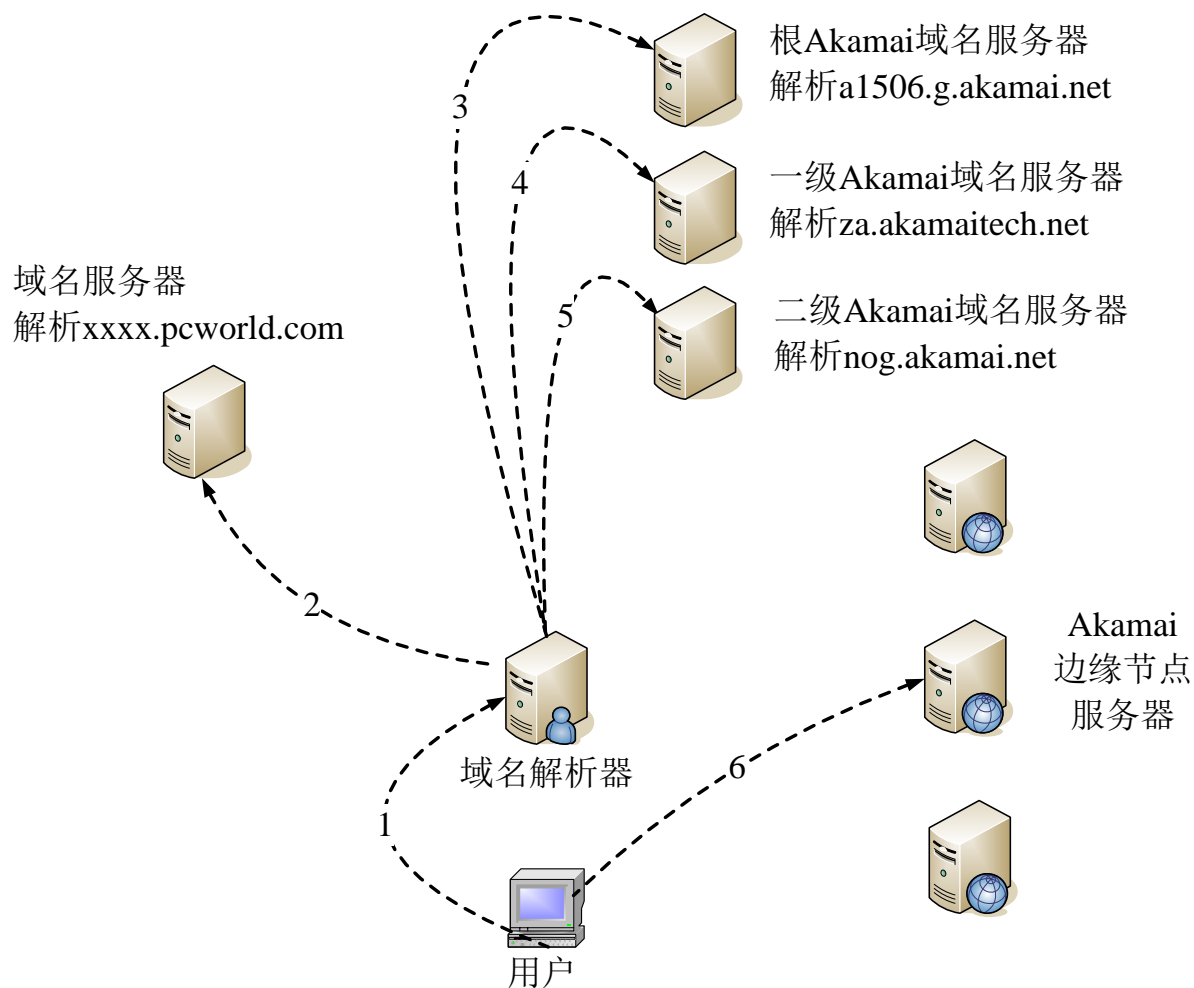 根Akamai域名服务器
解析a1506.g.akamai.net
3
一级Akamai域名服务器
解析za.akamaitech.net
4
域名服务器
解析xxxx.pcworld.com
二级Akamai域名服务器
解析nog.akamai.net
5
2
Akamai
边缘节点
服务器
域名解析器
6
1
用户